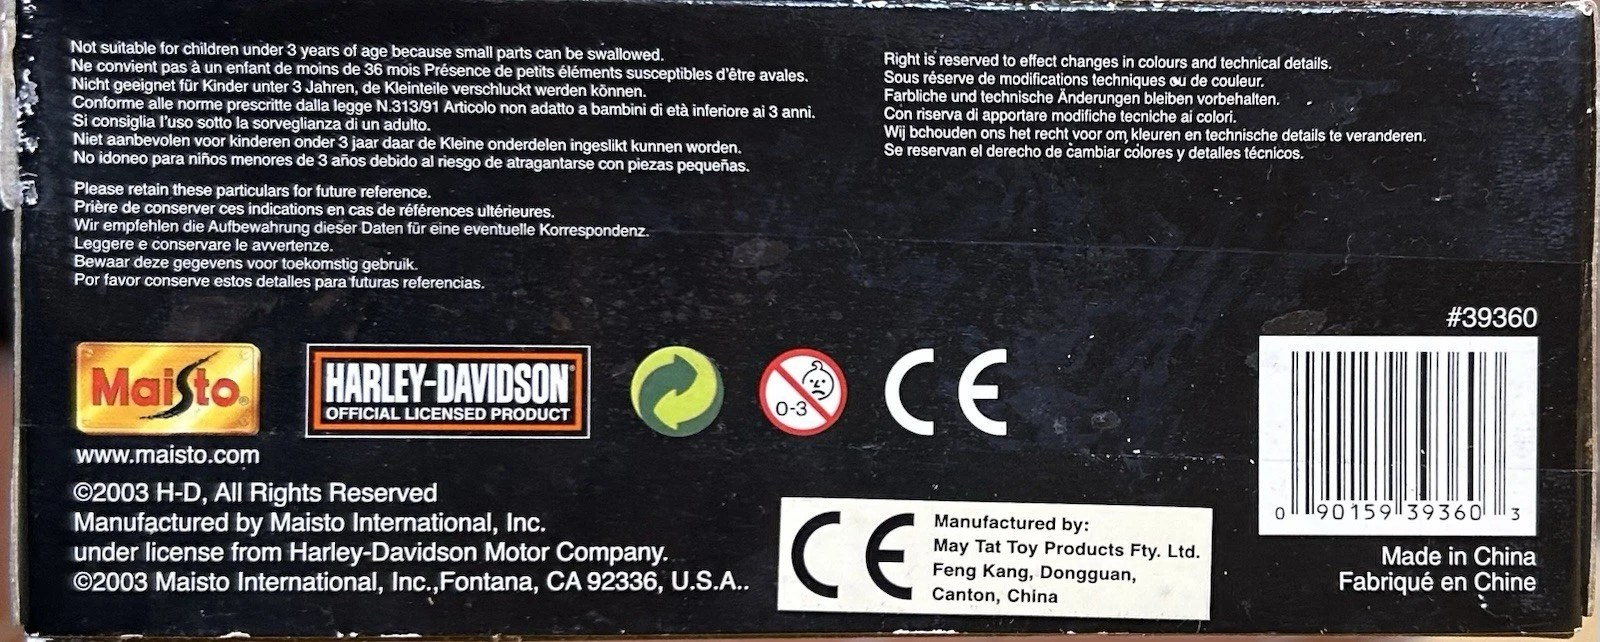 Not suitable for children under 3 years of age because small parts can be swallowed.
Ne convient pas à un enfant de moins de 36 mois Présence de petits éléments susceptibles d'être avales.
Nicht geeignet für Kinder unter 3 Jahren, de Kleinteile verschluckt werden können.
Conforme alle norme prescritte dalla legge N.313/91 Articolo non adatto a bambini di età inferiore ai 3 anni.
Si consiglia l'uso sotto la sorveglianza di un adulto.
Niet aanbevolen voor kinderen onder 3 jaar daar de Kleine onderdelen ingeslikt kunnen worden.
No idoneo para niños menores de 3 años debido al riesgo de atragantarse con piezas pequeñas.
Please retain these particulars for future reference.
Prière de conserver ces indications en cas de références ultérieures.
Wir empfehlen die Aufbewahrung dieser Daten für eine eventuelle Korrespondenz.
Leggere e conservare le avvertenze.
Bewaar deze gegevens voor toekomstig gebruik.
Por favor conserve estos detalles para futuras referencias.
Right is reserved to effect changes in colours and technical details.
Sous réserve de modifications techniques ou de couleur.
Farbliche und technische Änderungen bleiben vorbehalten.
Con riserva di apportare modifiche tecniche ai colori.
Wij bchouden ons het recht voor om kleuren en technische details te veranderen.
Se reservan el derecho de cambiar colores y detalles técnicos.
Maisto®
HARLEY-DAVIDSON®
OFFICIAL LICENSED PRODUCT
0-3
CE
www.maisto.com
©2003 H-D, All Rights Reserved
Manufactured by Maisto International, Inc.
under license from Harley-Davidson Motor Company.
©2003 Maisto International, Inc.,Fontana, CA 92336, U.S.A..
CE
Manufactured by:
May Tat Toy Products Fty. Ltd.
Feng Kang, Dongguan,
Canton, China
#39360
0 90159 39360 3
Made in China
Fabriqué en Chine